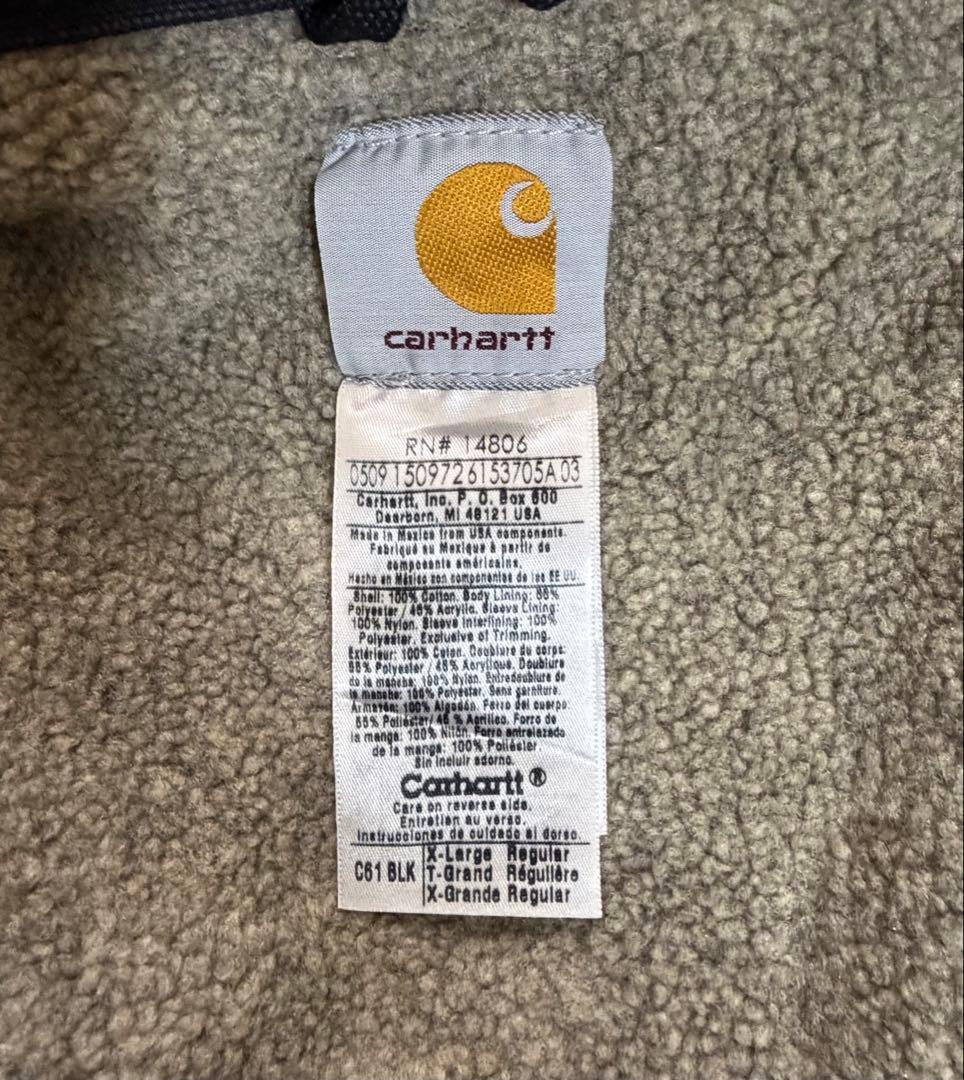 carhartt
RN# 14806
05091509726153705A 03
Carhartt, Inc. P. O. Box 600
Dearborn, MI 48121 USA
Made in Mexico from USA components.
Fabriqué au Mexique à partir de
composants américains.
Hecho en México con componentes de los EE UU.
Shell: 100% Cotton. Body Lining: 55%
Polyester / 45% Acrylic. Sleeve Lining:
100% Nylon. Sleeve Interlining: 100%
Polyester. Exclusive of Trimming.
Extérieur: 100% Coton. Doublure du corps:
55% Polyester / 45% Acrylique. Doublure
de la manche: 100% Nylon. Entredoublure de
la manche: 100% Polyester. Sans garniture.
Armazón: 100% Algodón. Forro del cuerpo:
55% Poliéster/ 45 % Acrílico. Forro de
la manga: 100% Nilón. Forro entrelazado
de la manga: 100% Poliéster.
Sin incluir adorno.
Carhartt®
Care on reverse side.
Entretien au verso.
Instrucciones de cuidado al dorso.
C61 BLK
X-Large Regular
T-Grand Régulière
X-Grande Regular